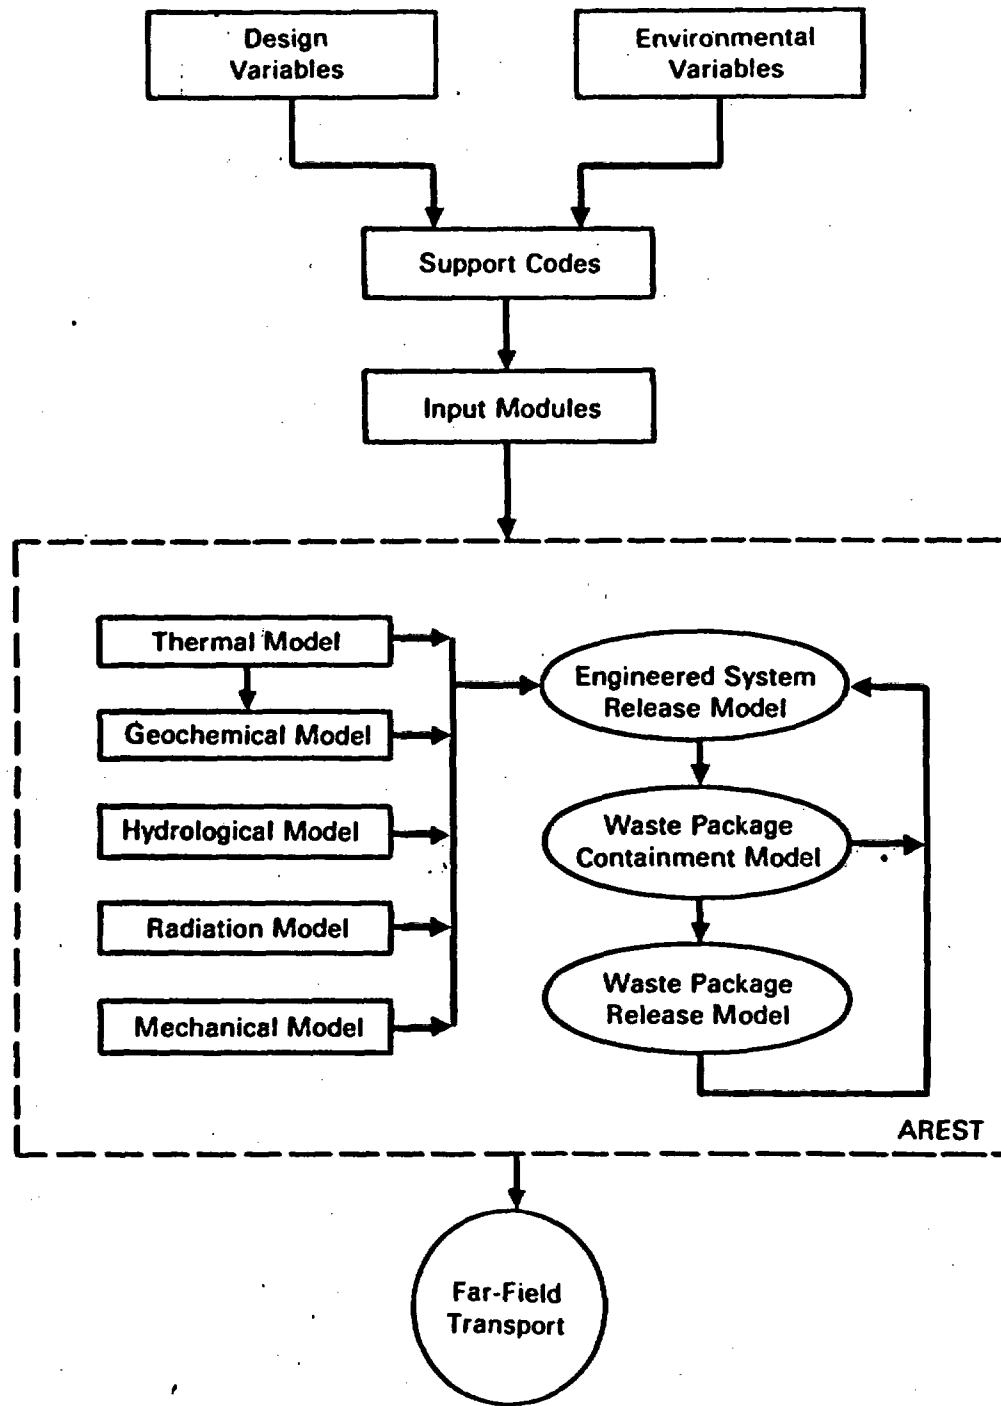 Design
Variables
Environmental
Variables
Support Codes
Input Modules
Thermal Model
Geochemical Model
Hydrological Model
Radiation Model
Mechanical Model
Engineered System
Release Model
Waste Package
Containment Model
Waste Package
Release Model
AREST
Far-Field
Transport